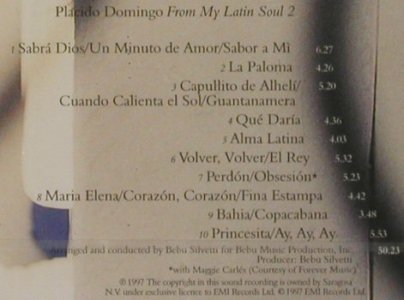 Plácido Domingo From My Latin Soul 2
1 Sabrá Dios/Un Minuto de Amor/Sabor a Mì 6.27
2 La Paloma 4.26
3 Capullito de Alhelí/ 5.20
Cuando Calienta el Sol/Guantanamera
4 Qué Daría 4.36
5 Alma Latina 4.03
6 Volver, Volver/El Rey 5.32
7 Perdón/Obsesión* 5.23
8 Maria Elena/Corazón, Corazón/Fina Estampa 4.42
9 Bahia/Copacabana 3.48
10 Princesita/Ay, Ay, Ay 5.53
Arranged and conducted by Bebu Silvetti for Bebu Music Production, Inc. 50.23
Producer: Bebu Silvetti
*with Maggie Carlés (Courtesy of Forever Music)
℗ 1997 The copyright in this sound recording is owned by Saragosa
N.V. under exclusive licence to EMI Records Ltd. © 1997 EMI Records Ltd.